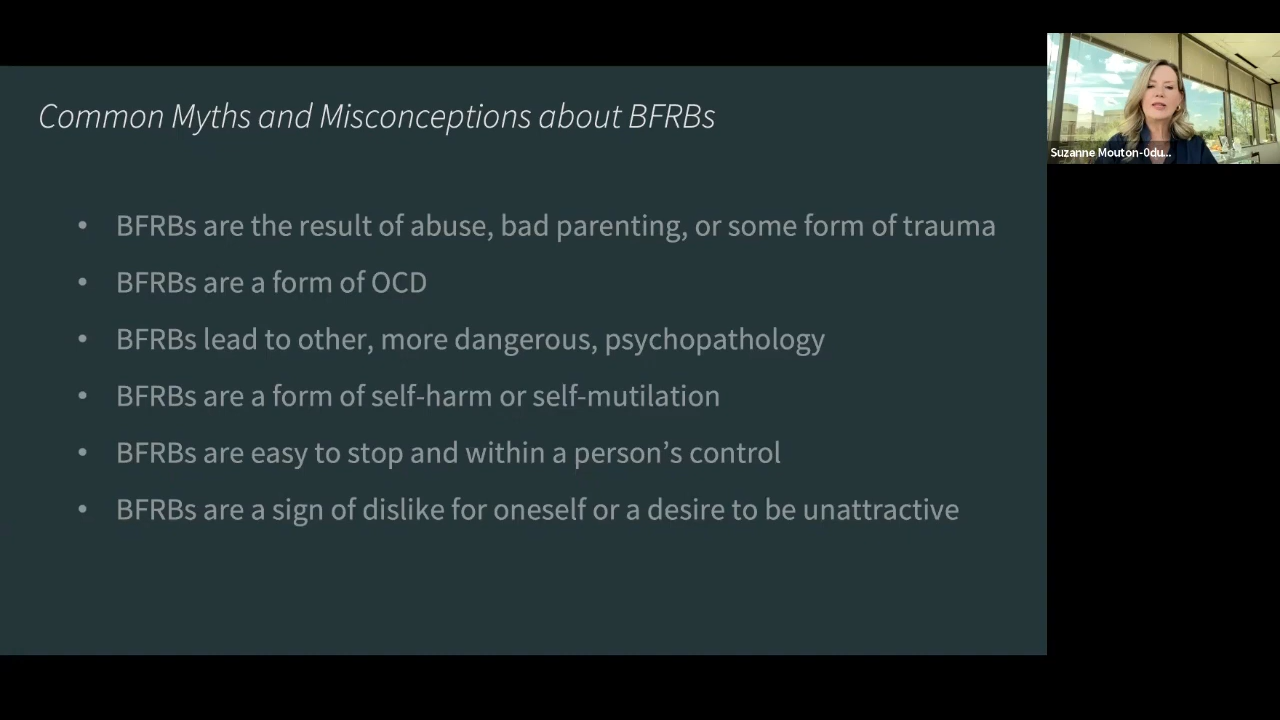 Common Myths and Misconceptions about BFRBs
• BFRBs are the result of abuse, bad parenting, or some form of trauma
• BFRBs are a form of OCD
• BFRBs lead to other, more dangerous, psychopathology
• BFRBs are a form of self-harm or self-mutilation
• BFRBs are easy to stop and within a person’s control
• BFRBs are a sign of dislike for oneself or a desire to be unattractive
Suzanne Mouton-Odu...